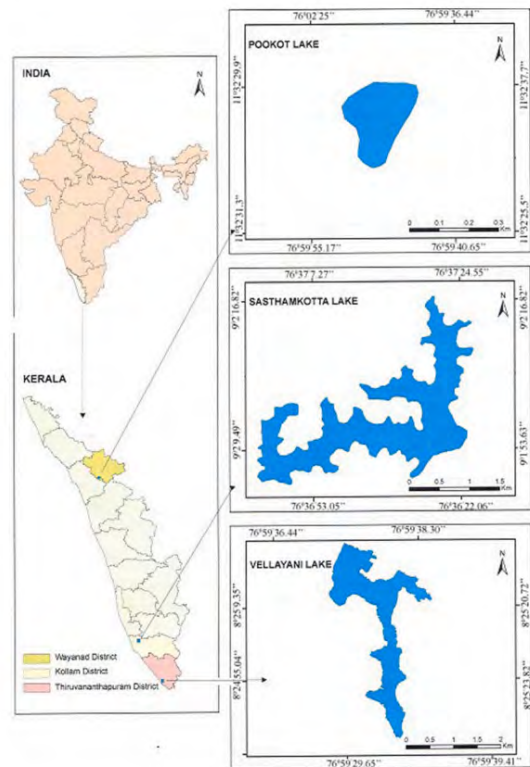 INDIA
N
KERALA
Wayanad District
Kollam District
Thiruvananthapuram District
76°02.25''
76°59'36.44''
POOKOT LAKE
N
11°32'29.9''
11°32'37.7''
11°32'31.3''
11°32'25.5''
0 0.1 0.2 0.3
Km
76°59'55.17''
76°59'40.65''
76°37'7.27''
76°37'24.55''
SASTHAMKOTTA LAKE
N
9°2'16.82''
9°2'16.82''
9°2'9.49''
9°1'53.63''
0 0.5 1.0 1.5
Km
76°36'53.05''
76°36'22.06''
76°59'36.44''
76°59'38.30''
VELLAYANI LAKE
N
8°25'9.35''
8°25'20.72''
8°24'55.04''
8°25'23.82''
0 0.5 1 2
Km
76°59'29.65''
76°59'39.41''